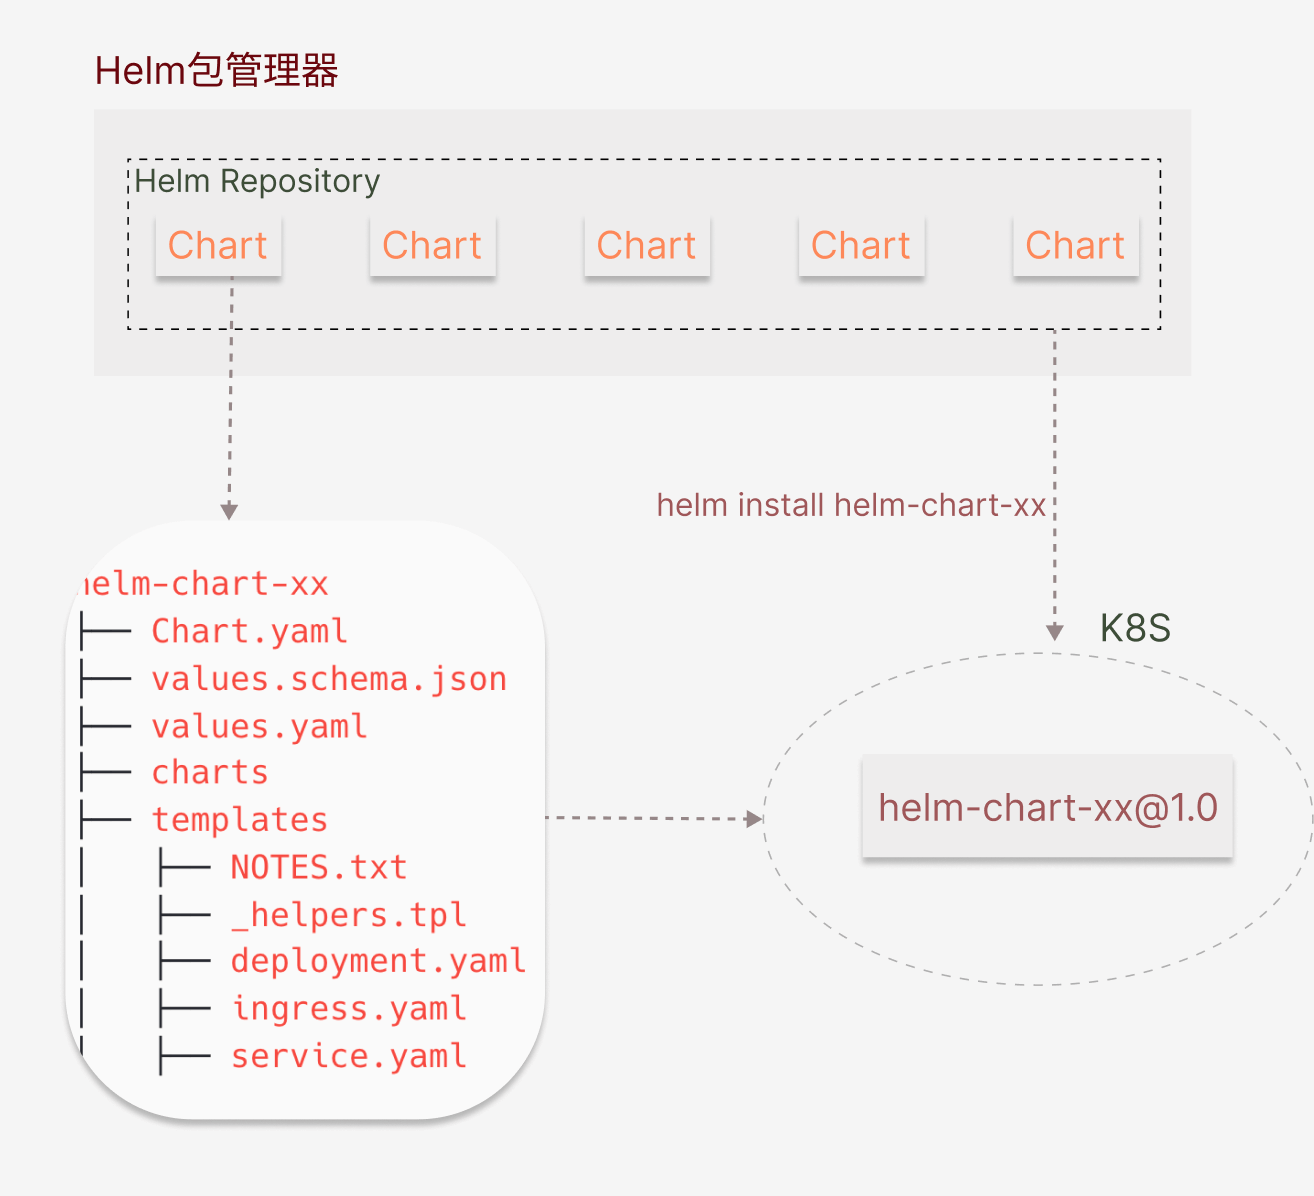 Helm包管理器
Helm Repository
Chart Chart Chart Chart Chart
helm install helm-chart-xx
helm-chart-xx
├── Chart.yaml
├── values.schema.json
├── values.yaml
├── charts
├── templates
│   ├── NOTES.txt
│   ├── _helpers.tpl
│   ├── deployment.yaml
│   ├── ingress.yaml
│   ├── service.yaml
K8S
helm-chart-xx@1.0